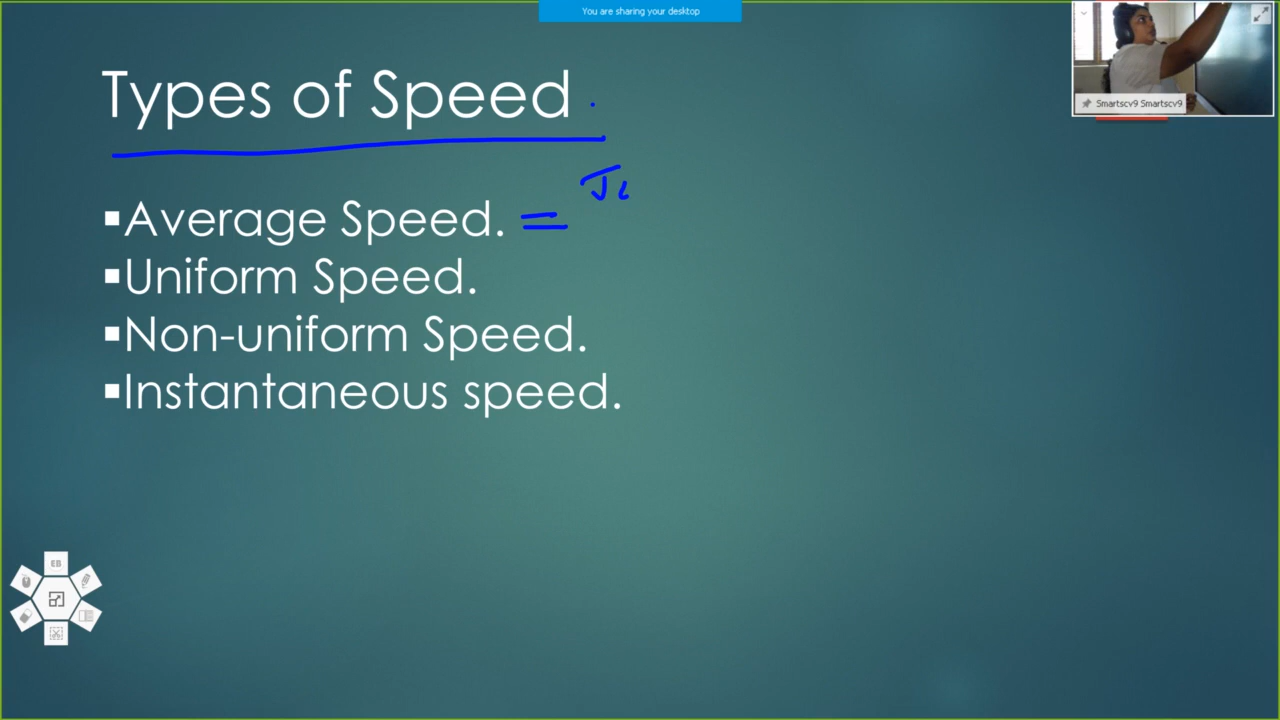 You are sharing your desktop
Smartscv9 Smartscv9
Types of Speed
▪Average Speed. =
▪Uniform Speed.
▪Non-uniform Speed.
▪Instantaneous speed.
EB